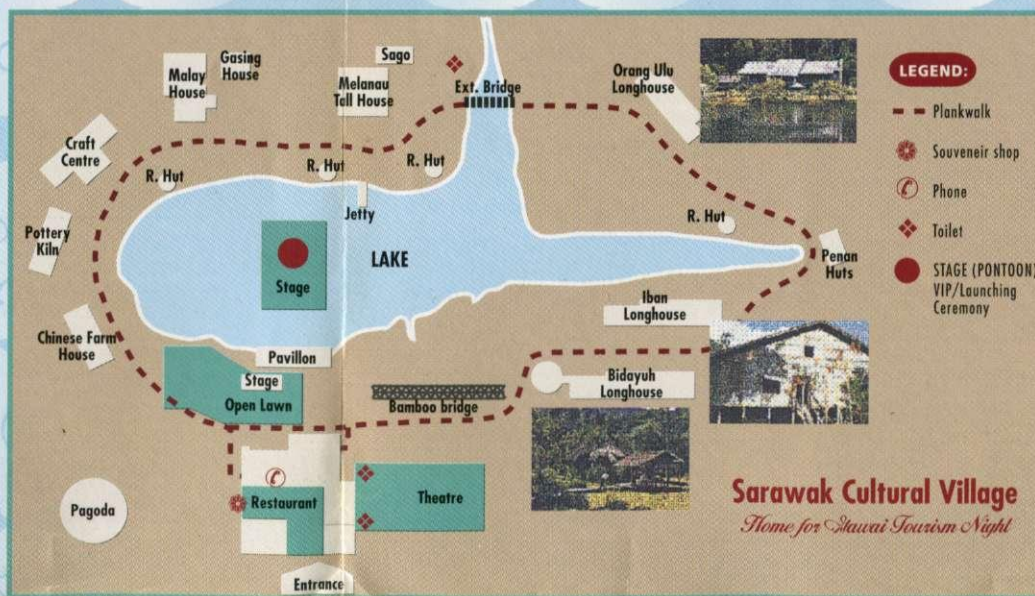 Gasing
House
Malay
House
Sago
Melanau
Tall House
Ext. Bridge
Orang Ulu
Longhouse
Craft
Centre
R. Hut
R. Hut
R. Hut
R. Hut
Jetty
Pottery
Kiln
LAKE
Stage
Penan
Huts
Chinese Farm
House
Iban
Longhouse
Pavillon
Stage
Open Lawn
Bamboo bridge
Bidayuh
Longhouse
Pagoda
Restaurant
Theatre
Entrance
LEGEND:
Plankwalk
Souveneir shop
Phone
Toilet
STAGE (PONTOON)
VIP/Launching
Ceremony
Sarawak Cultural Village
Home for Gawai Tourism Night